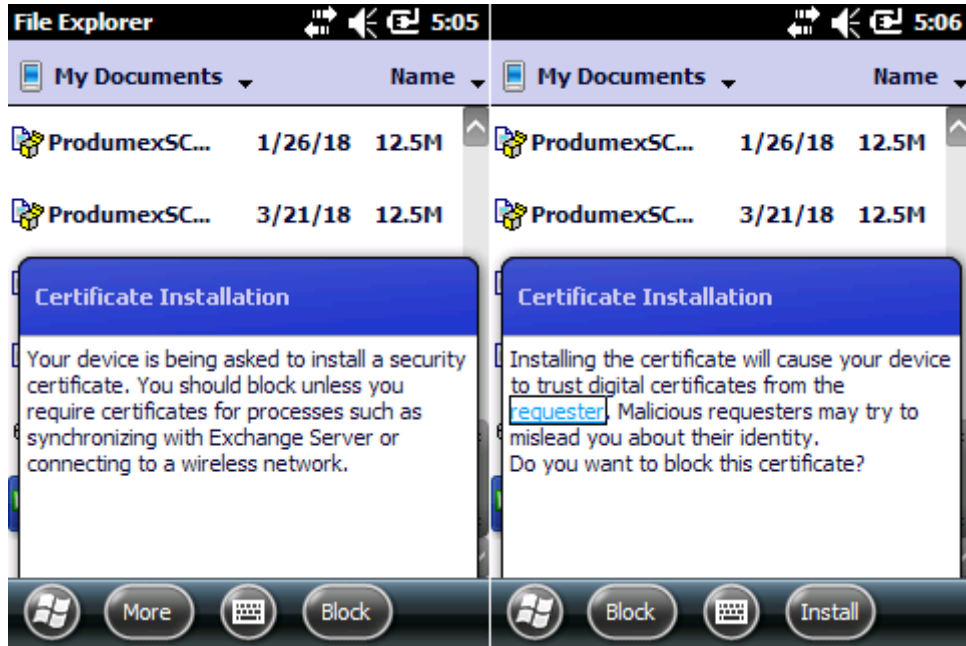 File Explorer 5:05
My Documents Name
ProdumexSC... 1/26/18 12.5M
ProdumexSC... 3/21/18 12.5M
Certificate Installation
Your device is being asked to install a security
certificate. You should block unless you
require certificates for processes such as
synchronizing with Exchange Server or
connecting to a wireless network.
More Block
5:06
My Documents Name
ProdumexSC... 1/26/18 12.5M
ProdumexSC... 3/21/18 12.5M
Certificate Installation
Installing the certificate will cause your device
to trust digital certificates from the
requester. Malicious requesters may try to
mislead you about their identity.
Do you want to block this certificate?
Block Install